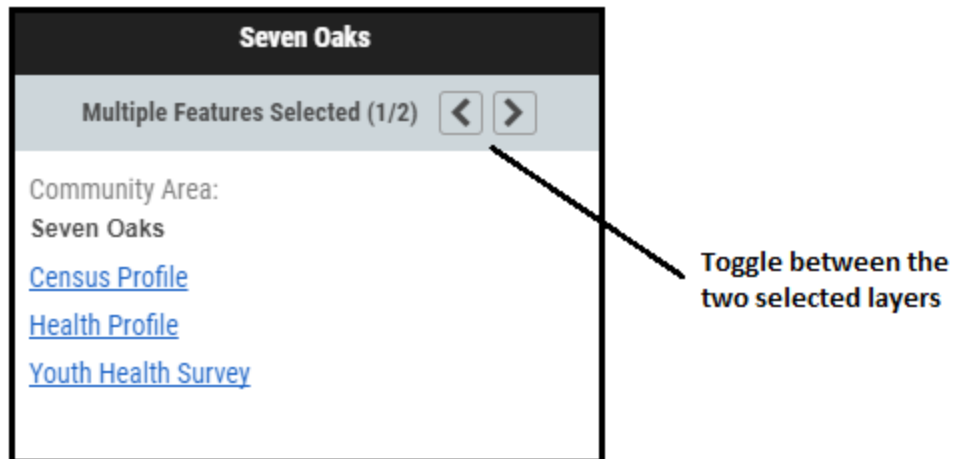 Seven Oaks
Multiple Features Selected (1/2)
Community Area:
Seven Oaks
Census Profile
Health Profile
Youth Health Survey
Toggle between the
two selected layers